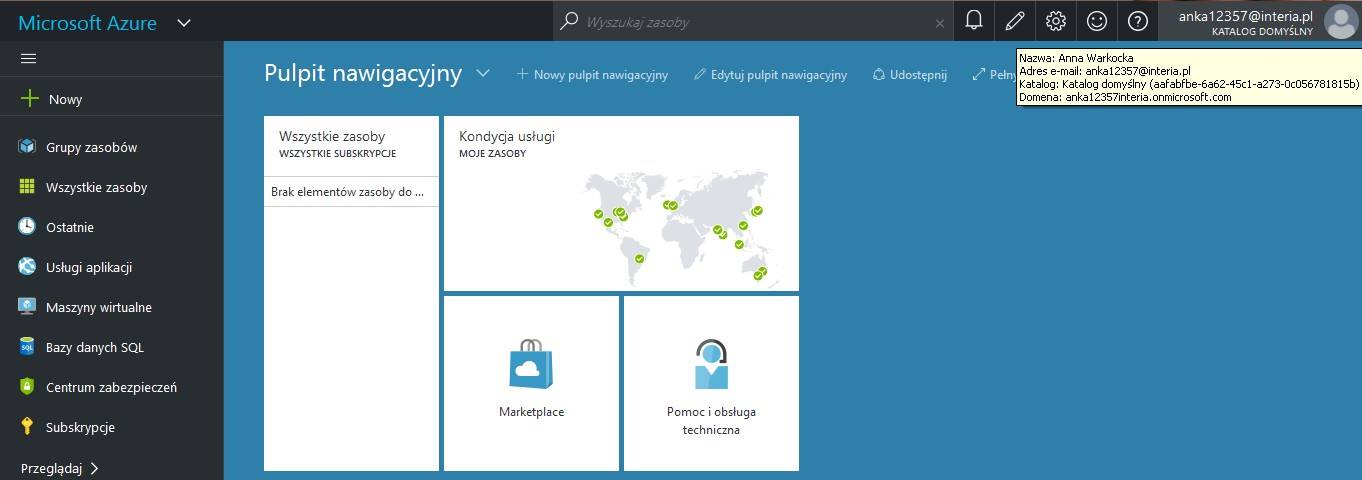 Microsoft Azure
Wyszukaj zasoby
anka12357@interia.pl
KATALOG DOMYŚLNY
Nazwa: Anna Warkocka
Adres e-mail: anka12357@interia.pl
Katalog: Katalog domyślny (aafabfbe-6a62-45c1-a273-0c056781815b)
Domena: anka12357interia.onmicrosoft.com
Pulpit nawigacyjny
Nowy pulpit nawigacyjny
Edytuj pulpit nawigacyjny
Udostępnij
Pełny
Nowy
Grupy zasobów
Wszystkie zasoby
Ostatnie
Usługi aplikacji
Maszyny wirtualne
Bazy danych SQL
Centrum zabezpieczeń
Subskrypcje
Przeglądaj
Wszystkie zasoby
WSZYSTKIE SUBSKRYPCJE
Brak elementów zasoby do ...
Kondycja usługi
MOJE ZASOBY
Marketplace
Pomoc i obsługa
techniczna
SQL